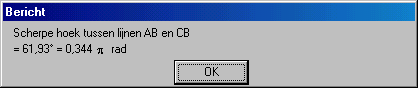 Bericht
Scherpe hoek tussen lijnen AB en CB
= 61,93° = 0,344 π rad
OK